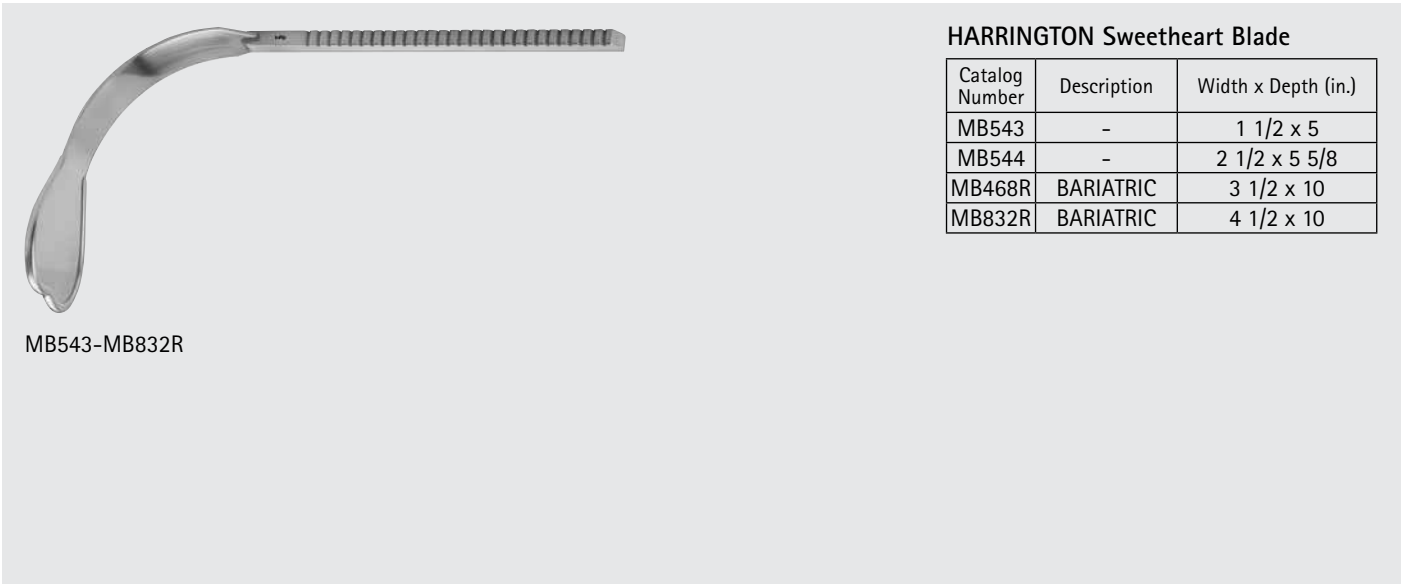 HARRINGTON Sweetheart Blade
Catalog
Number
Description
Width x Depth (in.)
MB543 - 1 1/2 x 5
MB544 - 2 1/2 x 5 5/8
MB468R BARIATRIC 3 1/2 x 10
MB832R BARIATRIC 4 1/2 x 10
MB543-MB832R